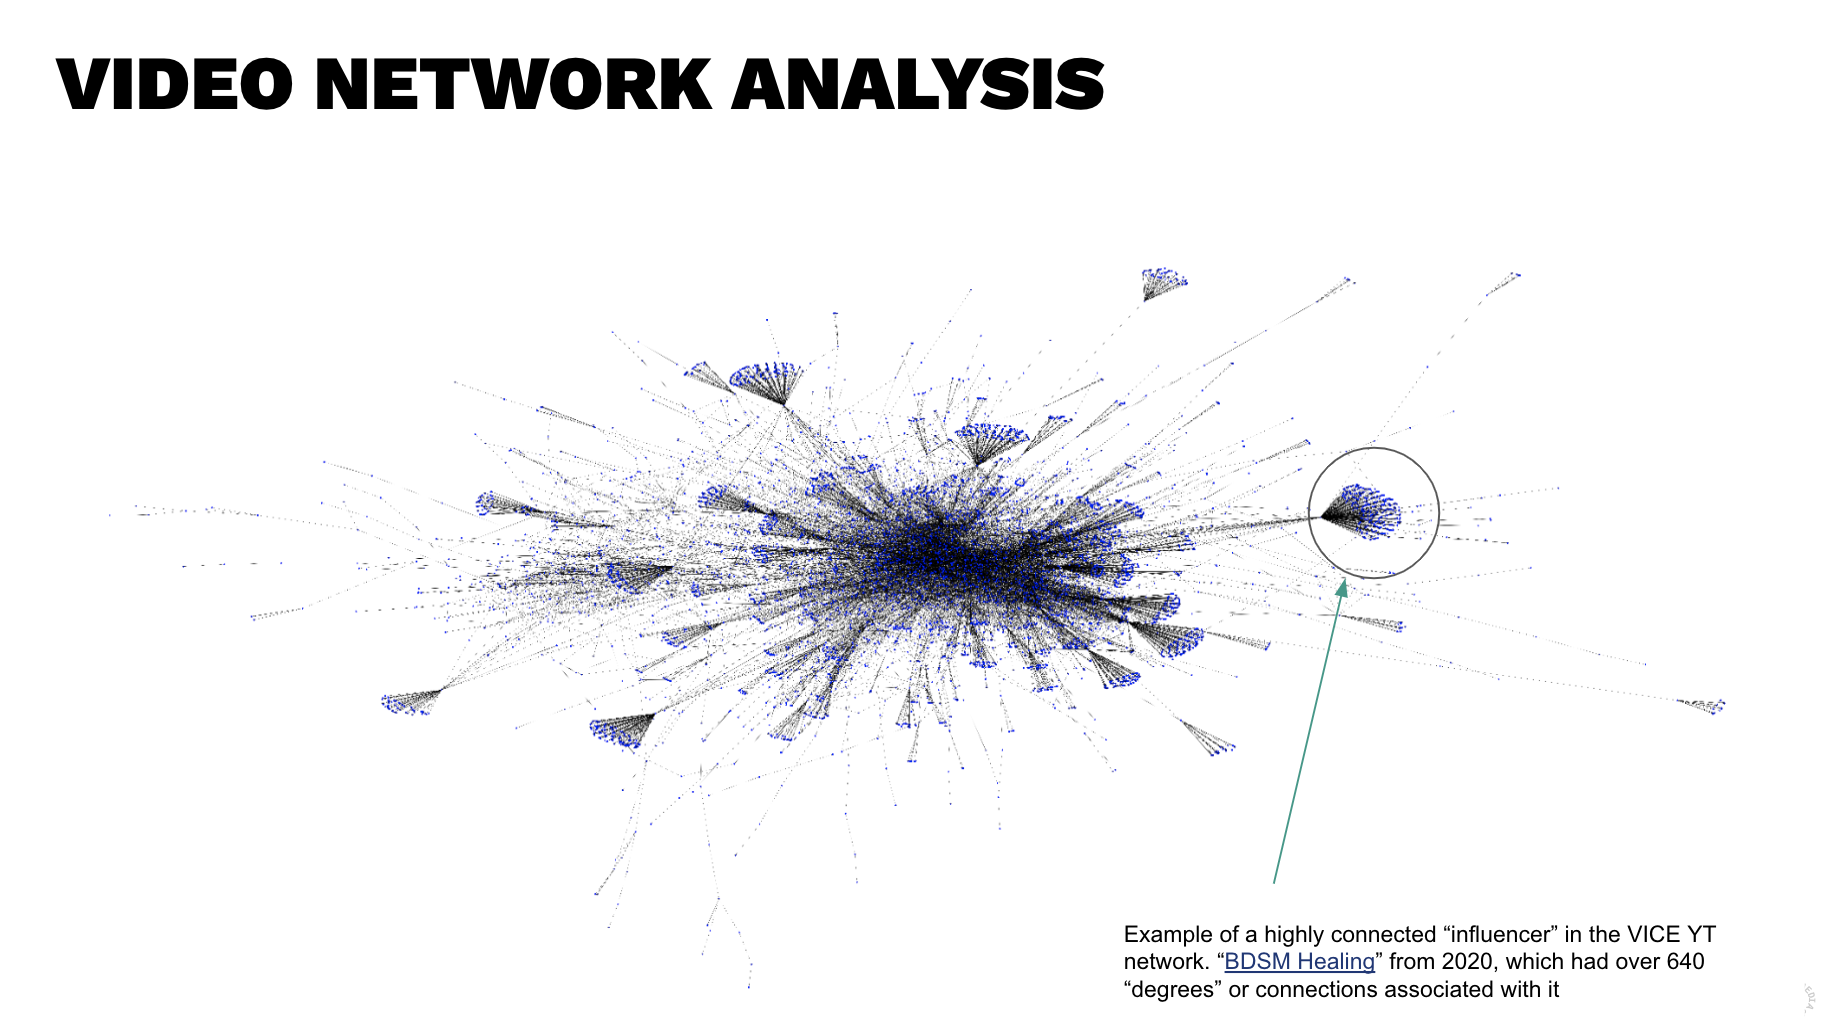 VIDEO NETWORK ANALYSIS
Example of a highly connected “influencer” in the VICE YT
network. “BDSM Healing” from 2020, which had over 640
“degrees” or connections associated with it